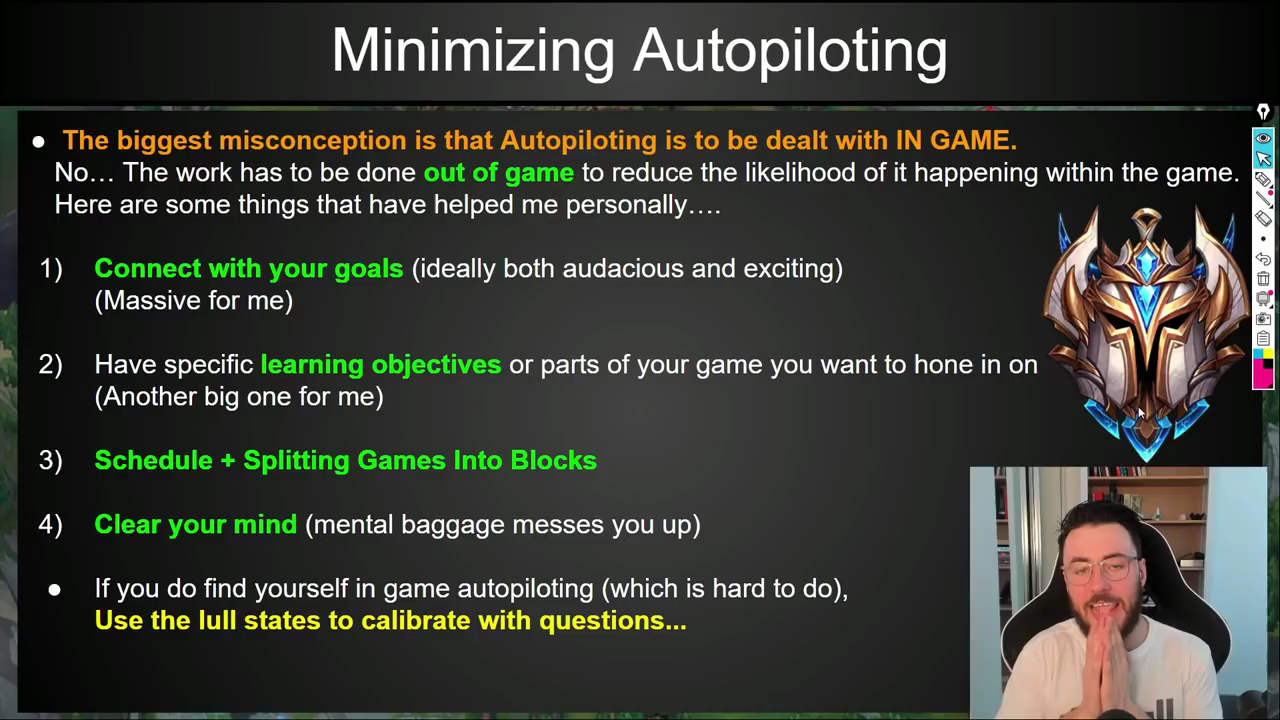 Minimizing Autopiloting
● The biggest misconception is that Autopiloting is to be dealt with IN GAME.
No… The work has to be done out of game to reduce the likelihood of it happening within the game.
Here are some things that have helped me personally….
1) Connect with your goals (ideally both audacious and exciting)
(Massive for me)
2) Have specific learning objectives or parts of your game you want to hone in on
(Another big one for me)
3) Schedule + Splitting Games Into Blocks
4) Clear your mind (mental baggage messes you up)
● If you do find yourself in game autopiloting (which is hard to do),
Use the lull states to calibrate with questions...